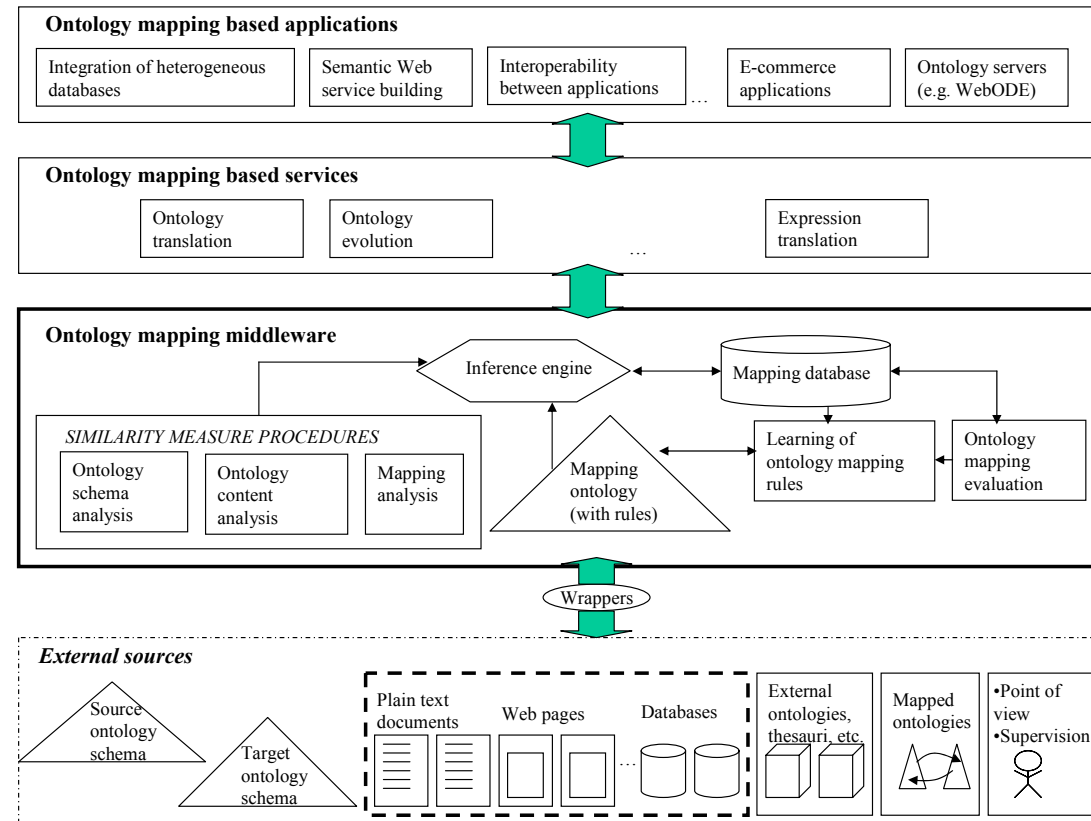 Ontology mapping based applications
Integration of heterogeneous
databases
Semantic Web
service building
Interoperability
between applications
…
E-commerce
applications
Ontology servers
(e.g. WebODE)
Ontology mapping based services
Ontology
translation
Ontology
evolution
…
Expression
translation
Ontology mapping middleware
Inference engine
Mapping database
SIMILARITY MEASURE PROCEDURES
Ontology
schema
analysis
Ontology
content
analysis
Mapping
analysis
Mapping
ontology
(with rules)
Learning of
ontology mapping
rules
Ontology
mapping
evaluation
Wrappers
External sources
Source
ontology
schema
Target
ontology
schema
Plain text
documents
Web pages
…
Databases
External
ontologies,
thesauri, etc.
Mapped
ontologies
•Point of
view
•Supervision